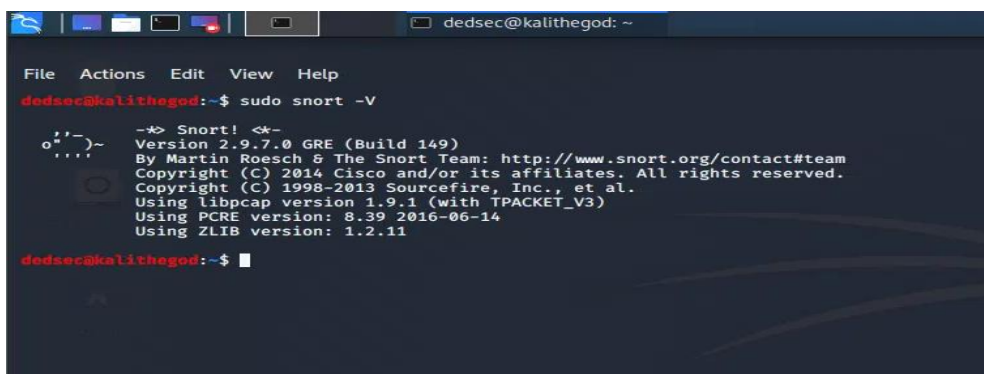 dedsec@kalithegod: ~
File Actions Edit View Help
dedsec@kalithegod:~$ sudo snort -V
,,_ -*> Snort! <*-
o" )~ Version 2.9.7.0 GRE (Build 149)
'''' By Martin Roesch & The Snort Team: http://www.snort.org/contact#team
Copyright (C) 2014 Cisco and/or its affiliates. All rights reserved.
Copyright (C) 1998-2013 Sourcefire, Inc., et al.
Using libpcap version 1.9.1 (with TPACKET_V3)
Using PCRE version: 8.39 2016-06-14
Using ZLIB version: 1.2.11
dedsec@kalithegod:~$